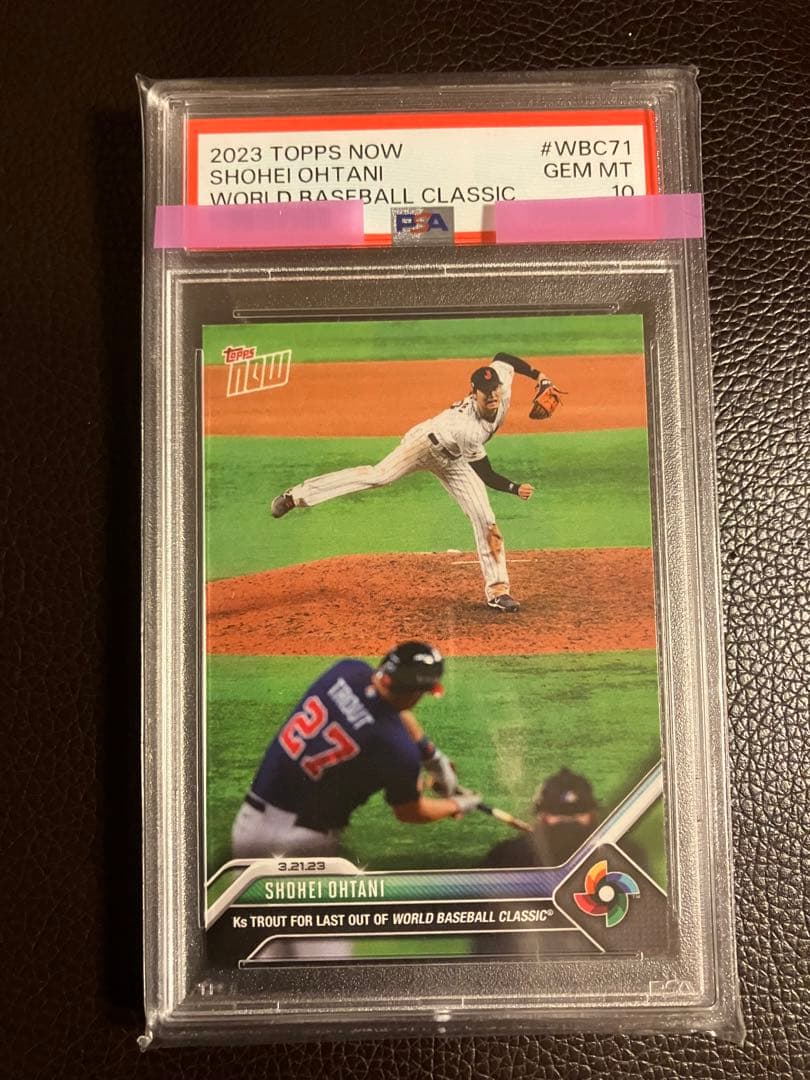 2023 TOPPS NOW #WBC71
SHOHEI OHTANI GEM MT
WORLD BASEBALL CLASSIC 10
PSA
TOPPS
NOW
TROUT
27
3.21.23
SHOHEI OHTANI
Ks TROUT FOR LAST OUT OF WORLD BASEBALL CLASSIC®
PSA